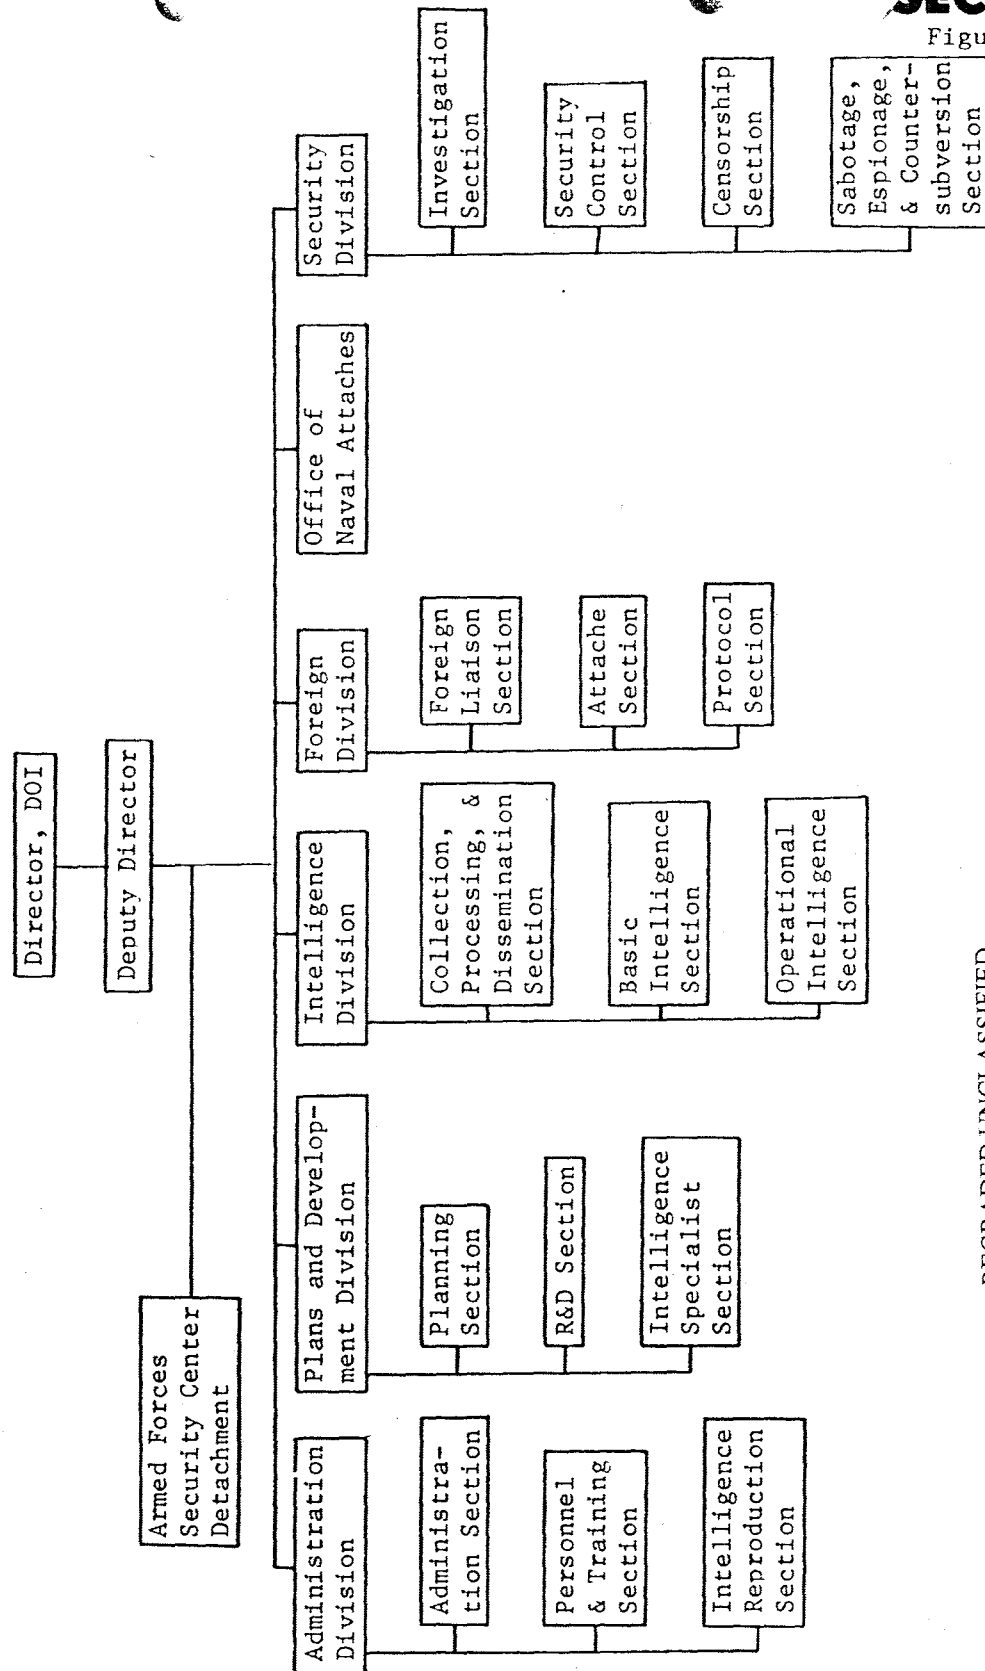 Director, DOI
Deputy Director
Armed Forces
Security Center
Detachment
Administration
Division
Administra-
tion Section
Personnel
& Training
Section
Intelligence
Reproduction
Section
Plans and Develop-
ment Division
Planning
Section
R&D Section
Intelligence
Specialist
Section
Intelligence
Division
Collection,
Processing, &
Dissemination
Section
Basic
Intelligence
Section
Operational
Intelligence
Section
Foreign
Division
Foreign
Liaison
Section
Attache
Section
Protocol
Section
Office of
Naval Attaches
Security
Division
Investigation
Section
Security
Control
Section
Censorship
Section
Sabotage,
Espionage,
& Counter-
subversion
Section
Figu
SEC